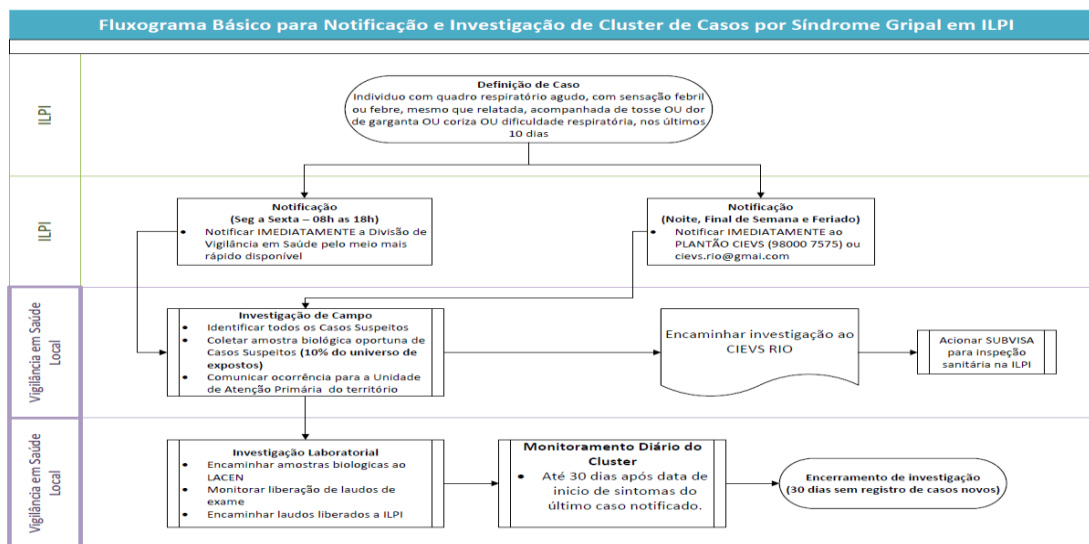 Fluxograma Básico para Notificação e Investigação de Cluster de Casos por Síndrome Gripal em ILPI
ILPI
Definição de Caso
Individuo com quadro respiratório agudo, com sensação febril
ou febre, mesmo que relatada, acompanhada de tosse OU dor
de garganta OU coriza OU dificuldade respiratória, nos últimos
10 dias
ILPI
Notificação
(Seg a Sexta – 08h as 18h)
• Notificar IMEDIATAMENTE a Divisão de
Vigilância em Saúde pelo meio mais
rápido disponível
Notificação
(Noite, Final de Semana e Feriado)
• Notificar IMEDIATAMENTE ao
PLANTÃO CIEVS (98000 7575) ou
cievs.rio@gmai.com
Vigilância em Saúde
Local
Investigação de Campo
• Identificar todos os Casos Suspeitos
• Coletar amostra biológica oportuna de
Casos Suspeitos (10% do universo de
expostos)
• Comunicar ocorrência para a Unidade
de Atenção Primária do território
Encaminhar investigação ao
CIEVS RIO
Acionar SUBVISA
para inspeção
sanitária na ILPI
Vigilância em Saúde
Local
Investigação Laboratorial
• Encaminhar amostras biologicas ao
LACEN
• Monitorar liberação de laudos de
exame
• Encaminhar laudos liberados a ILPI
Monitoramento Diário do
Cluster
• Até 30 dias após data de
inicio de sintomas do
último caso notificado.
Encerramento de investigação
(30 dias sem registro de casos novos)